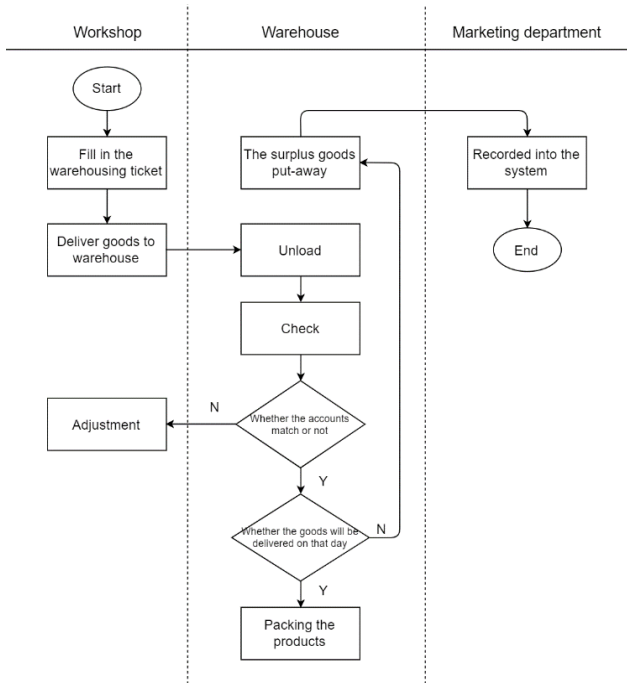 Workshop
Warehouse
Marketing department
Start
Fill in the
warehousing ticket
The surplus goods
put-away
Recorded into the
system
Deliver goods to
warehouse
Unload
End
Check
N
Whether the accounts
match or not
Adjustment
Y
Whether the goods will be
delivered on that day
N
Y
Packing the
products